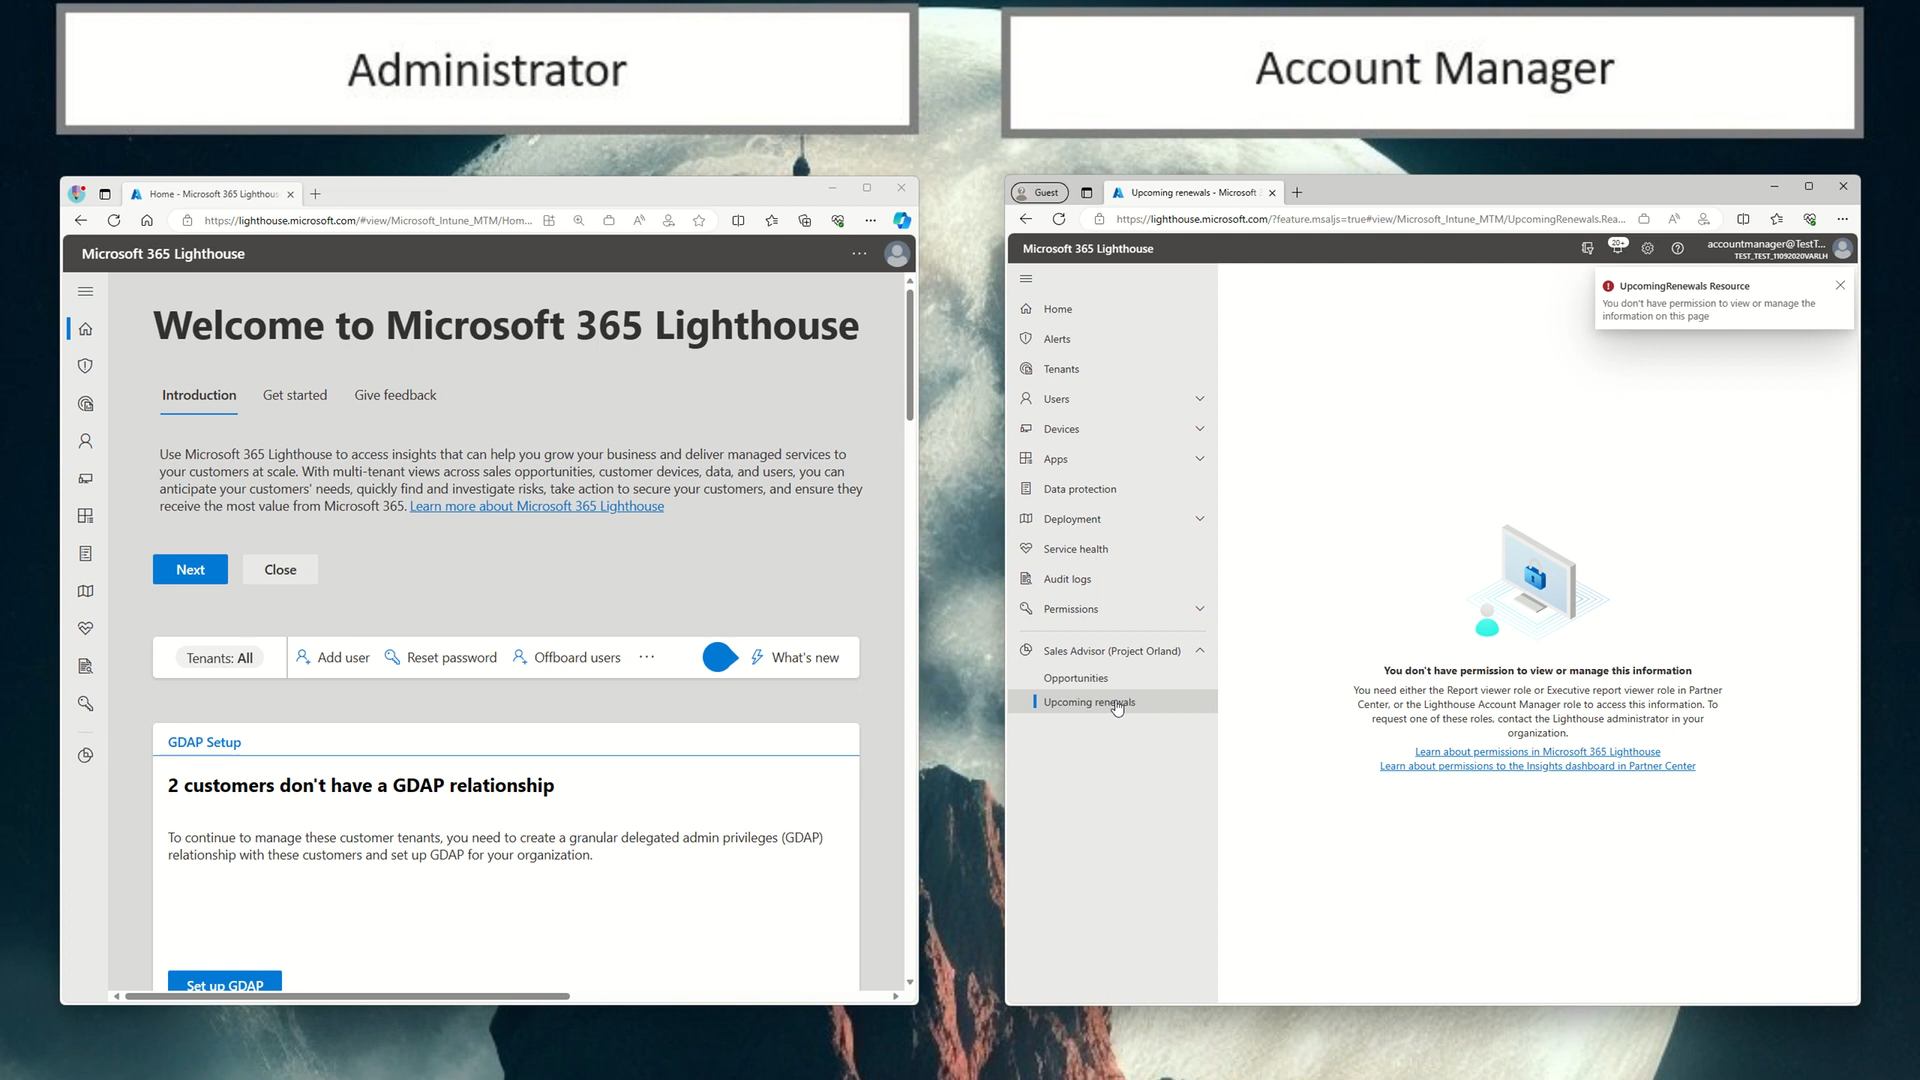 Administrator
Account Manager
Home - Microsoft 365 Lighthous
https://lighthouse.microsoft.com/#view/Microsoft_Intune_MTM/Hom...
Microsoft 365 Lighthouse
Welcome to Microsoft 365 Lighthouse
Introduction
Get started
Give feedback
Use Microsoft 365 Lighthouse to access insights that can help you grow your business and deliver managed services to
your customers at scale. With multi-tenant views across sales opportunities, customer devices, data, and users, you can
anticipate your customers' needs, quickly find and investigate risks, take action to secure your customers, and ensure they
receive the most value from Microsoft 365. Learn more about Microsoft 365 Lighthouse
Next
Close
Tenants: All
Add user
Reset password
Offboard users
What's new
GDAP Setup
2 customers don't have a GDAP relationship
To continue to manage these customer tenants, you need to create a granular delegated admin privileges (GDAP)
relationship with these customers and set up GDAP for your organization.
Set up GDAP
Guest
Upcoming renewals - Microsoft
https://lighthouse.microsoft.com/?feature.msaljs=true#view/Microsoft_Intune_MTM/UpcomingRenewals.Rea...
Microsoft 365 Lighthouse
20+
accountmanager@TestT...
TEST_TEST_11092020VARLH
UpcomingRenewals Resource
You don't have permission to view or manage the
information on this page
Home
Alerts
Tenants
Users
Devices
Apps
Data protection
Deployment
Service health
Audit logs
Permissions
Sales Advisor (Project Orland)
Opportunities
Upcoming renewals
You don't have permission to view or manage this information
You need either the Report viewer role or Executive report viewer role in Partner
Center, or the Lighthouse Account Manager role to access this information. To
request one of these roles, contact the Lighthouse administrator in your
organization.
Learn about permissions in Microsoft 365 Lighthouse
Learn about permissions to the Insights dashboard in Partner Center